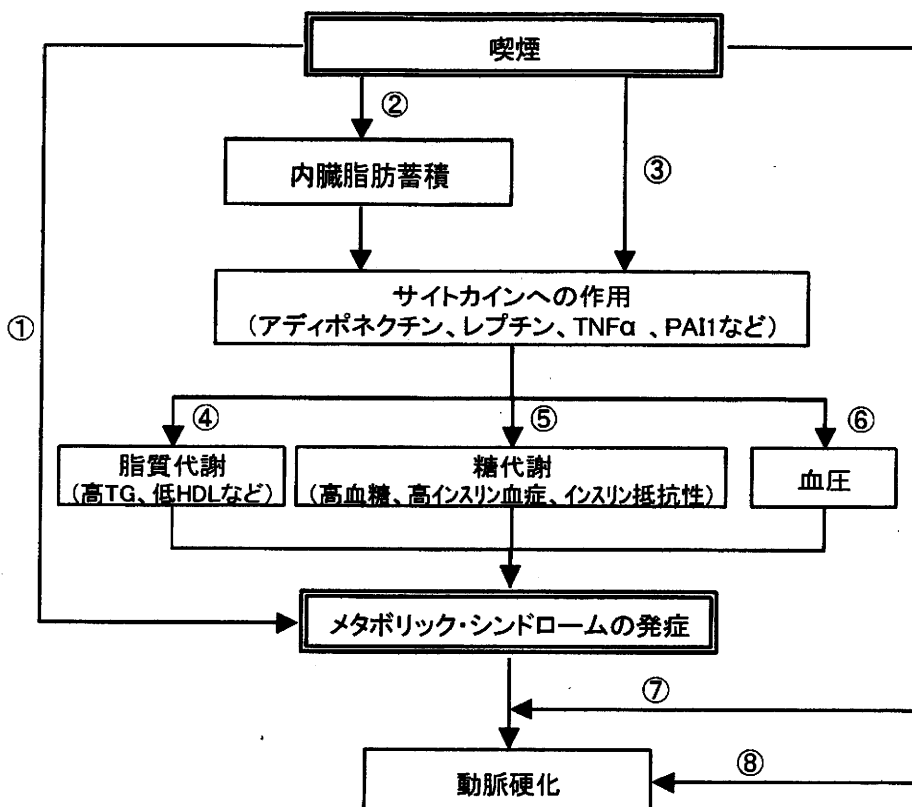 喫煙
②
内臓脂肪蓄積
③
サイトカインへの作用
(アディポネクチン、レプチン、TNFα、PAI1など)
①
④
⑤
⑥
脂質代謝
(高TG、低HDLなど)
糖代謝
(高血糖、高インスリン血症、インスリン抵抗性)
血圧
メタボリック・シンドロームの発症
⑦
動脈硬化
⑧